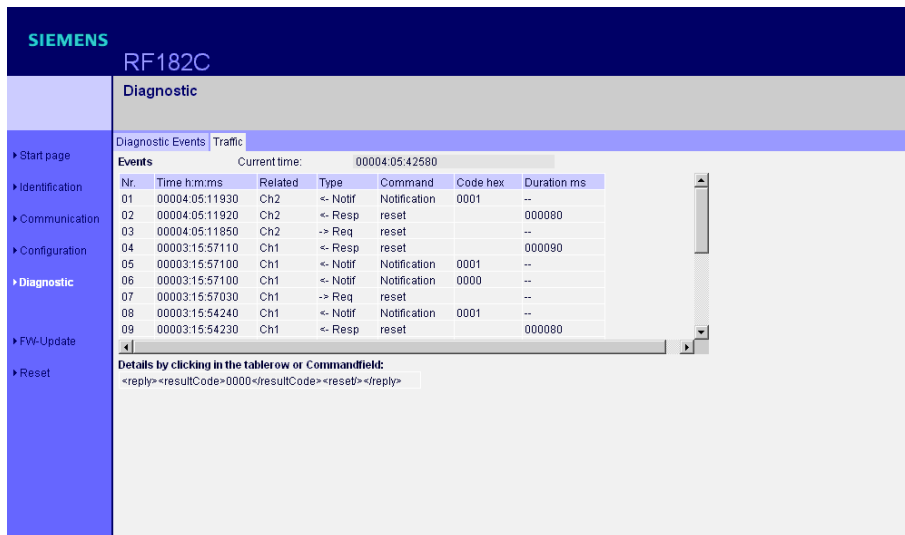 SIEMENS
RF182C
Diagnostic
Diagnostic Events Traffic
Start page
Identification
Communication
Configuration
Diagnostic
FW-Update
Reset
Events Current time: 00004:05:42580
Nr. Time h:m:ms Related Type Command Code hex Duration ms
01 00004:05:11930 Ch2 <- Notif Notification 0001 --
02 00004:05:11920 Ch2 <- Resp reset 000080
03 00004:05:11850 Ch2 -> Req reset --
04 00003:15:57110 Ch1 <- Resp reset 000090
05 00003:15:57100 Ch1 <- Notif Notification 0001 --
06 00003:15:57100 Ch1 <- Notif Notification 0000 --
07 00003:15:57030 Ch1 -> Req reset --
08 00003:15:54240 Ch1 <- Notif Notification 0001 --
09 00003:15:54230 Ch1 <- Resp reset 000080
Details by clicking in the tablerow or Commandfield:
<reply><resultCode>0000</resultCode><reset/></reply>